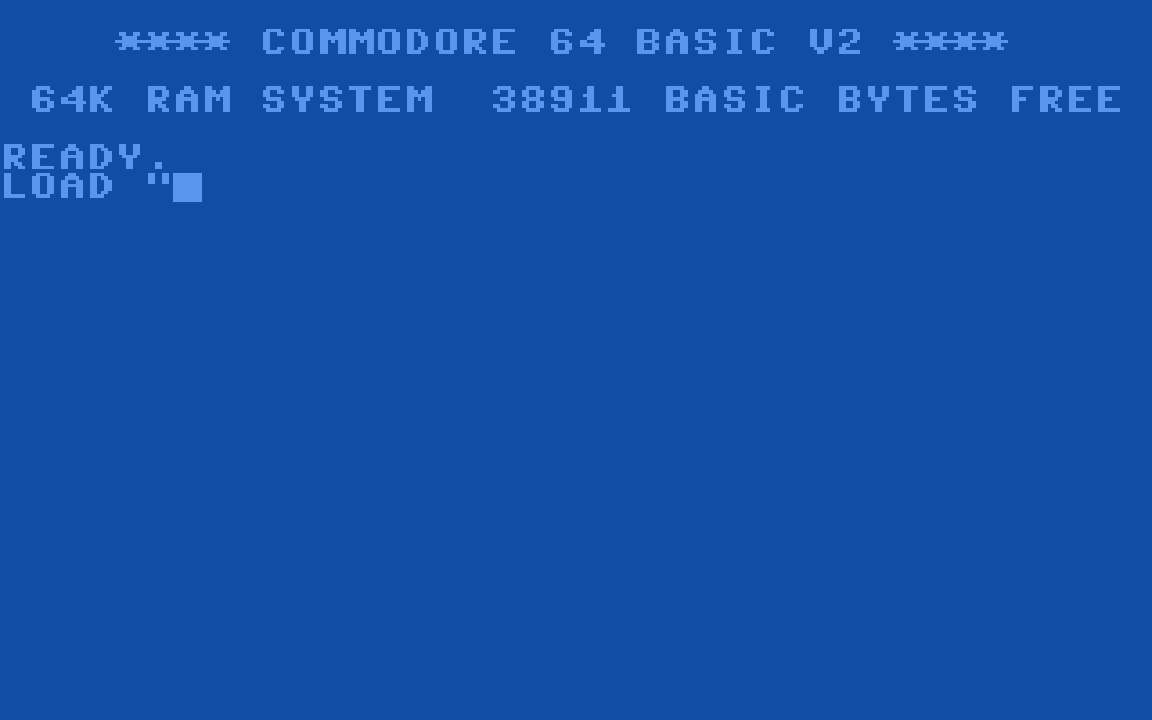 **** COMMODORE 64 BASIC V2 ****
64K RAM SYSTEM  38911 BASIC BYTES FREE
READY.
LOAD "